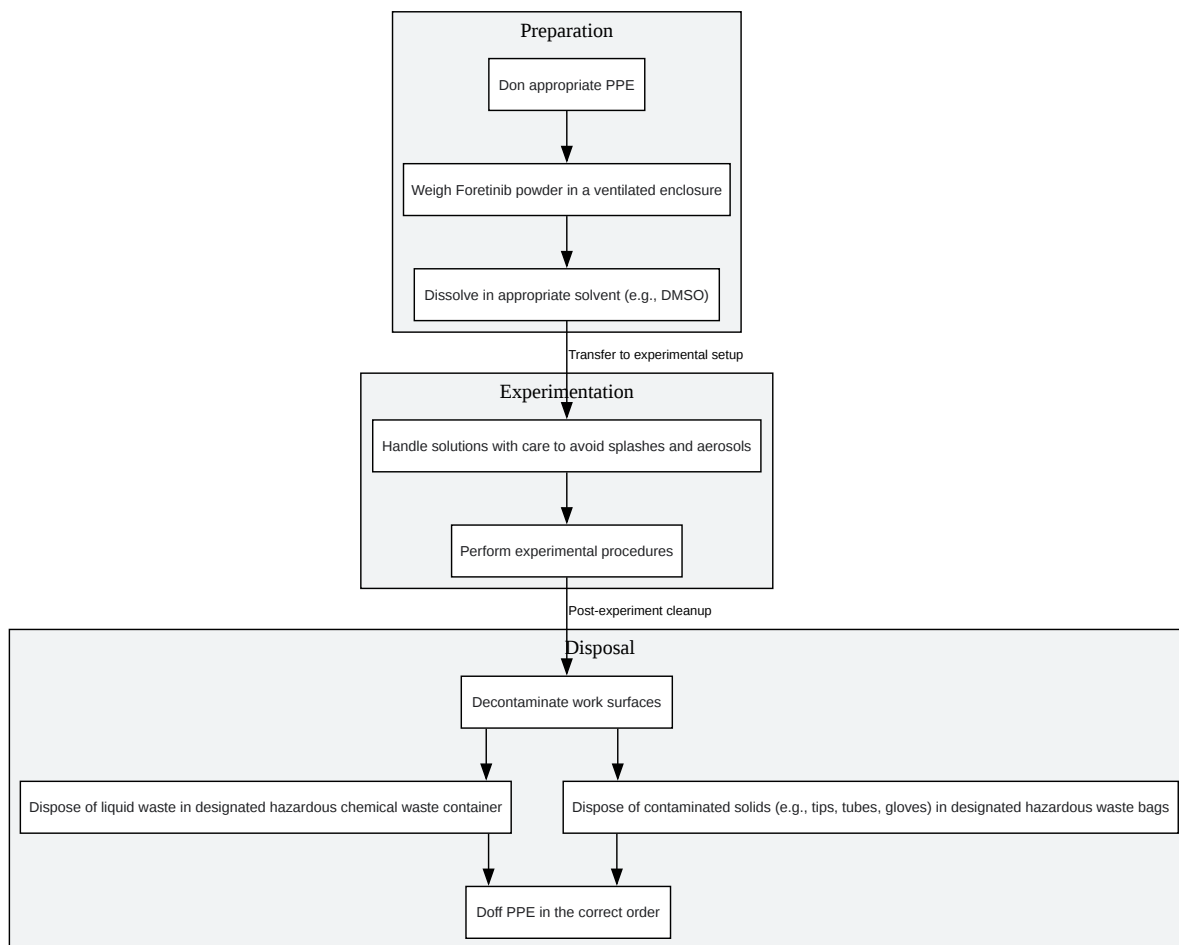 Preparation
Don appropriate PPE
Weigh Foretinib powder in a ventilated enclosure
Dissolve in appropriate solvent (e.g., DMSO)
Transfer to experimental setup
Experimentation
Handle solutions with care to avoid splashes and aerosols
Perform experimental procedures
Post-experiment cleanup
Disposal
Decontaminate work surfaces
Dispose of liquid waste in designated hazardous chemical waste container
Dispose of contaminated solids (e.g., tips, tubes, gloves) in designated hazardous waste bags
Doff PPE in the correct order